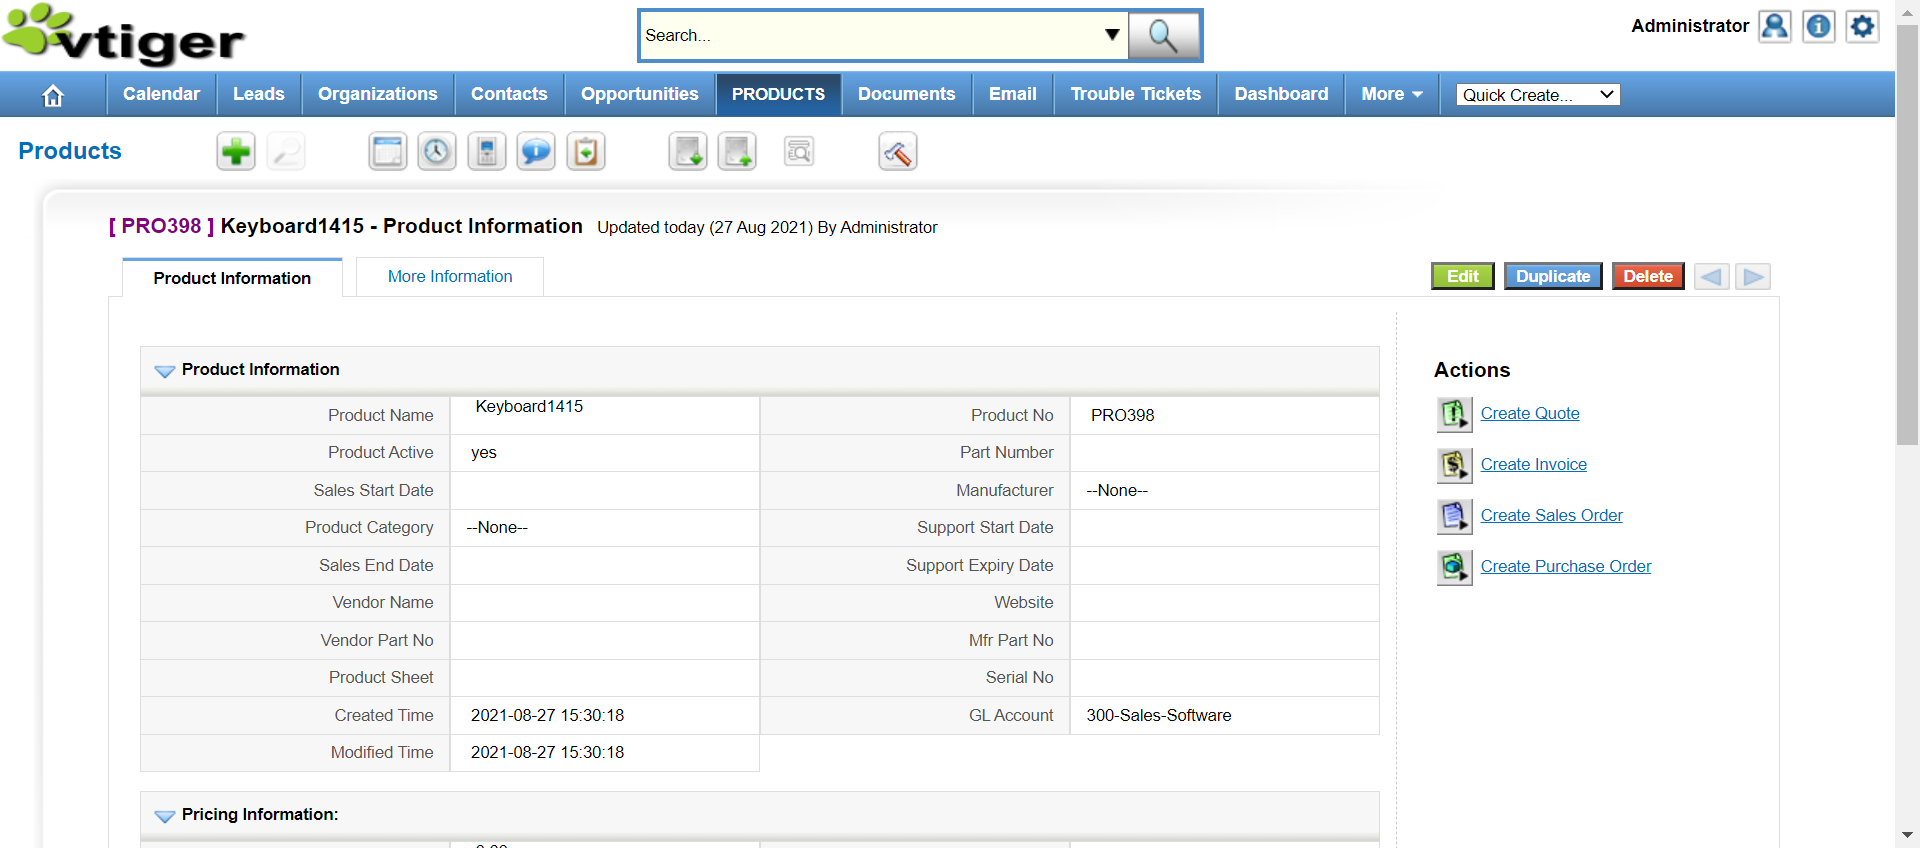 vtiger
Search...
Administrator
Calendar
Leads
Organizations
Contacts
Opportunities
PRODUCTS
Documents
Email
Trouble Tickets
Dashboard
More
Quick Create...
Products
[ PRO398 ] Keyboard1415 - Product Information Updated today (27 Aug 2021) By Administrator
Product Information
More Information
Edit
Duplicate
Delete
Product Information
Product Name Keyboard1415 Product No PRO398
Product Active yes Part Number
Sales Start Date Manufacturer --None--
Product Category --None-- Support Start Date
Sales End Date Support Expiry Date
Vendor Name Website
Vendor Part No Mfr Part No
Product Sheet Serial No
Created Time 2021-08-27 15:30:18 GL Account 300-Sales-Software
Modified Time 2021-08-27 15:30:18
Pricing Information:
Actions
Create Quote
Create Invoice
Create Sales Order
Create Purchase Order